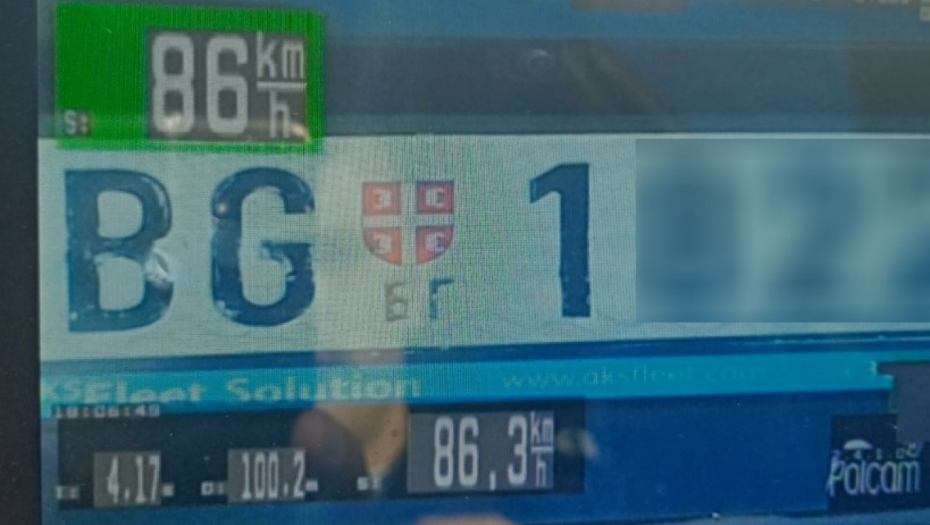 S: 86 km/h
BG 1
БГ
KSFleet Solution www.aksfleet.com
18:06:49
T: 4.17s D: 100.2m S: 86,3 km/h
Polcam